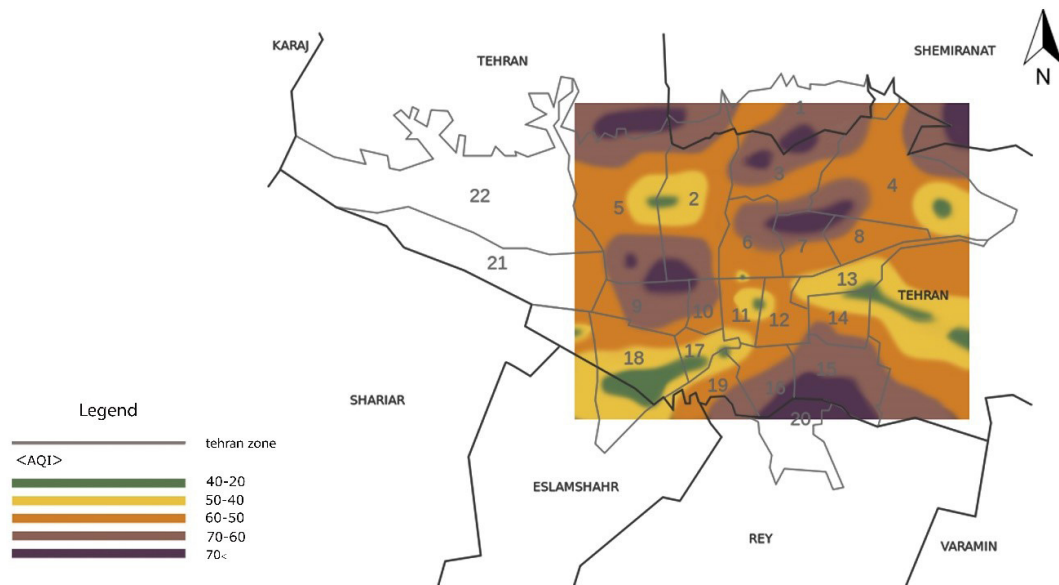 KARAJ
TEHRAN
SHEMIRANAT
N
1
3
4
22
5
2
6
7
8
21
13
TEHRAN
9
10
11
12
14
18
17
15
19
16
20
SHARIAR
ESLAMSHAHR
REY
VARAMIN
Legend
tehran zone
<AQI>
40-20
50-40
60-50
70-60
70<